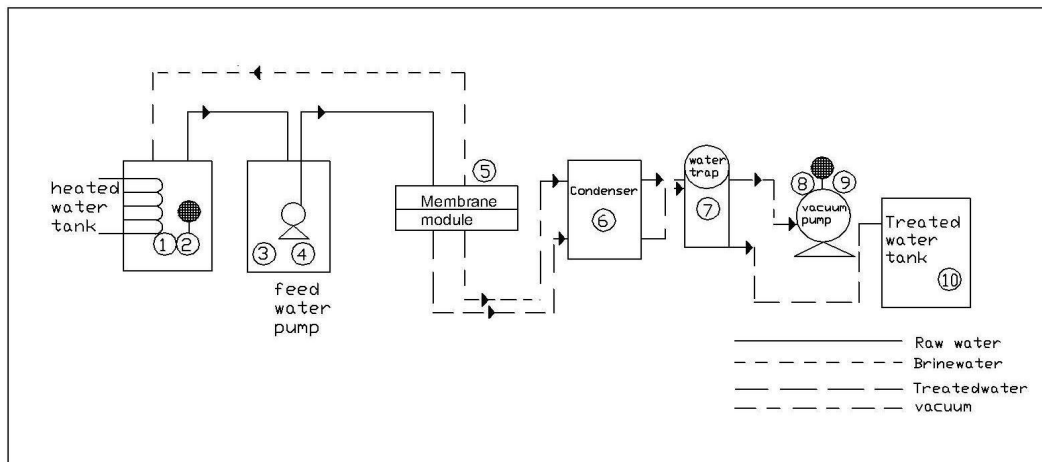 heated
water
tank
1
2
3
4
feed
water
pump
5
Membrane
module
Condenser
6
water
trap
7
8
9
vacuum
pump
Treated
water
tank
10
Raw water
Brinewater
Treatedwater
vacuum